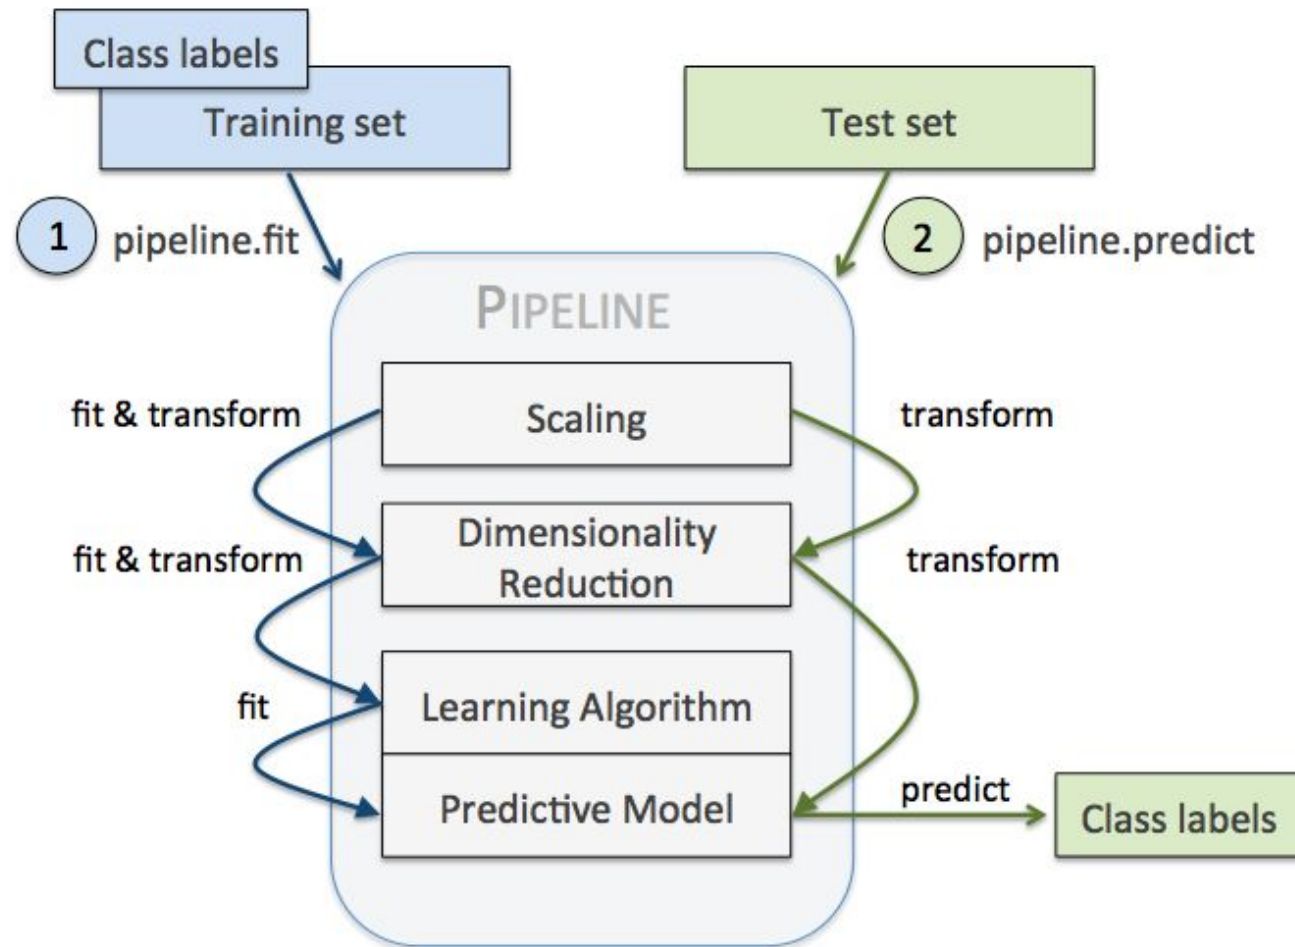 Class labels
Training set
Test set
1
pipeline.fit
2
pipeline.predict
PIPELINE
fit & transform
Scaling
transform
fit & transform
Dimensionality
Reduction
transform
fit
Learning Algorithm
Predictive Model
predict
Class labels